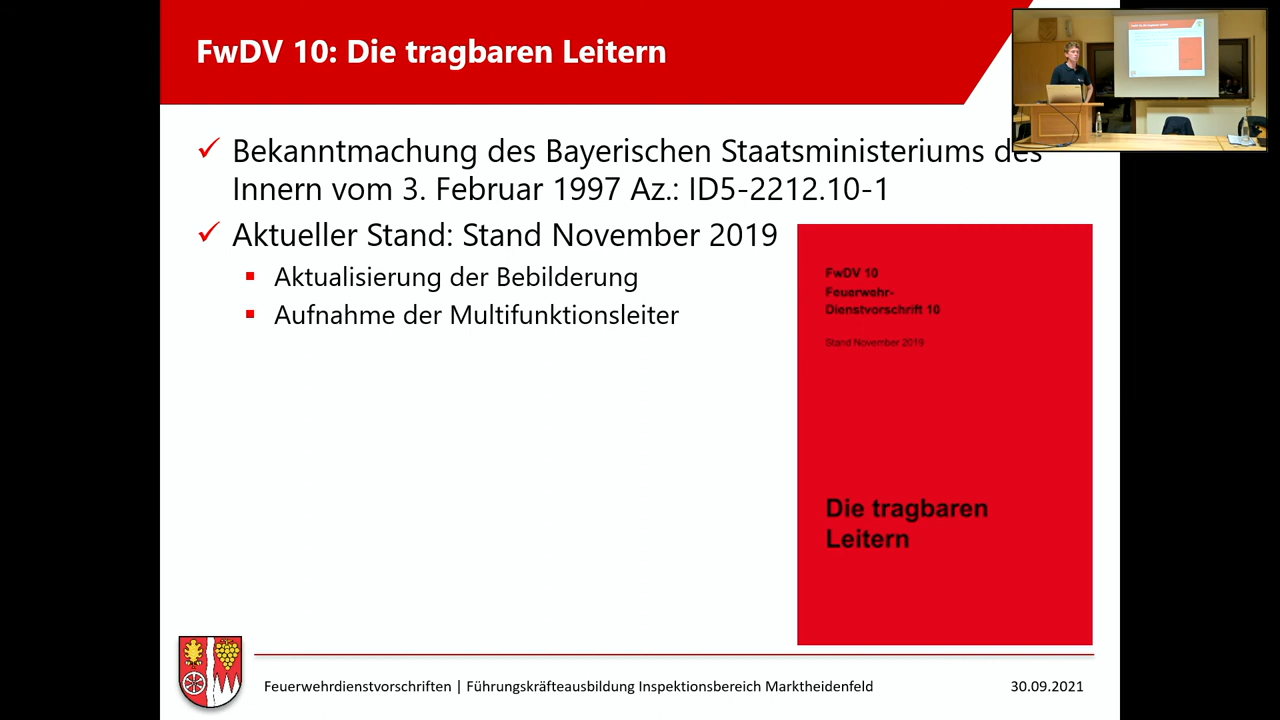 FwDV 10: Die tragbaren Leitern
Bekanntmachung des Bayerischen Staatsministeriums des
Innern vom 3. Februar 1997 Az.: ID5-2212.10-1
Aktueller Stand: Stand November 2019
Aktualisierung der Bebilderung
Aufnahme der Multifunktionsleiter
FwDV 10
Feuerwehr-
Dienstvorschrift 10
Stand November 2019
Die tragbaren
Leitern
Feuerwehrdienstvorschriften | Führungskräfteausbildung Inspektionsbereich Marktheidenfeld
30.09.2021